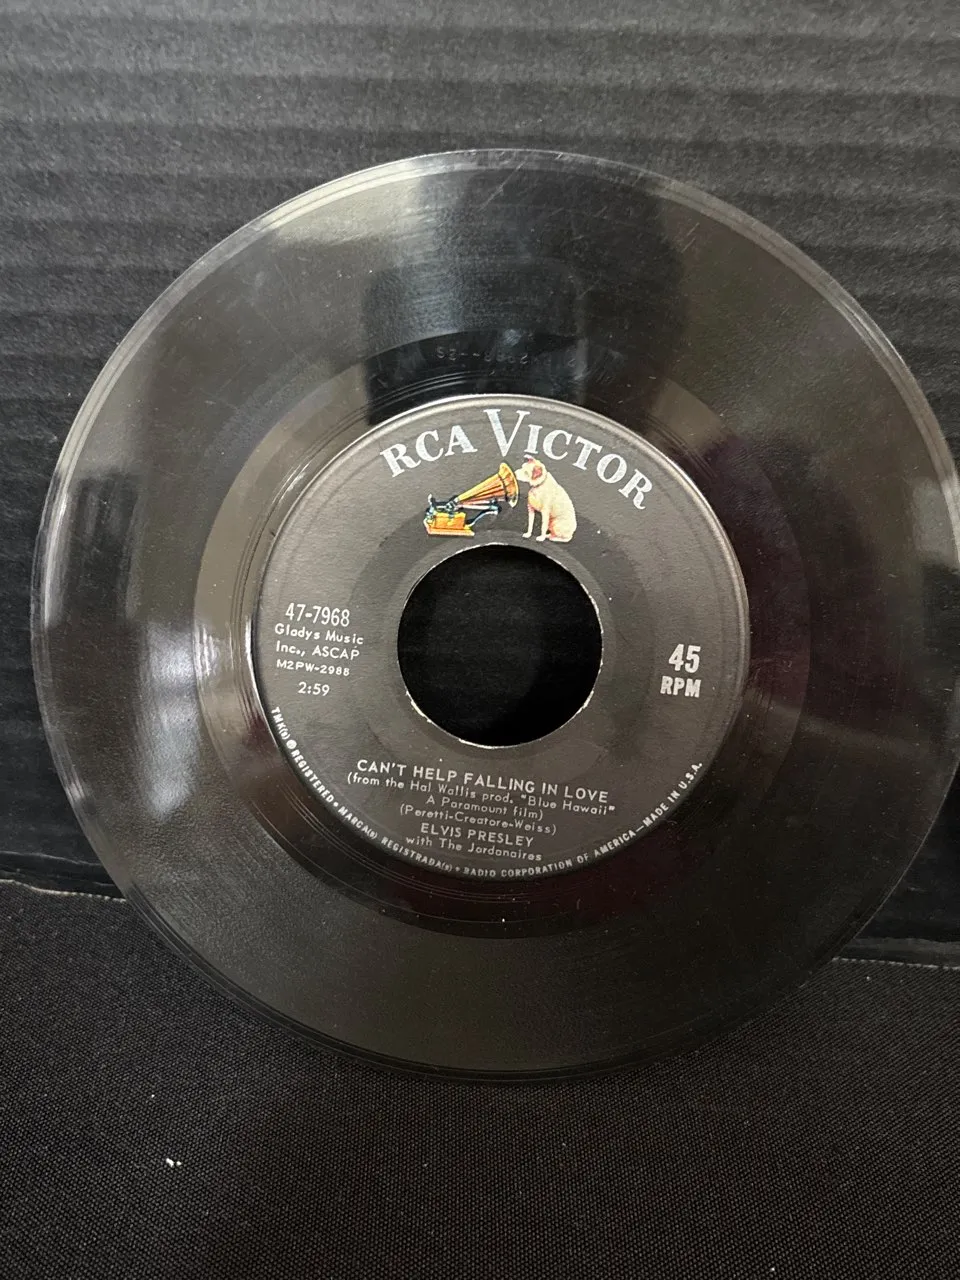 RCA VICTOR
47-7968
Gladys Music
Inc., ASCAP
M2PW-2988
2:59
45
RPM
CAN'T HELP FALLING IN LOVE
(from the Hal Wallis prod. "Blue Hawaii"
A Paramount film)
(Peretti-Creatore-Weiss)
ELVIS PRESLEY
with The Jordanaires
TMK(s) ® REGISTERED • MARCA(s) REGISTRADA(s) • RADIO CORPORATION OF AMERICA—MADE IN U.S.A.